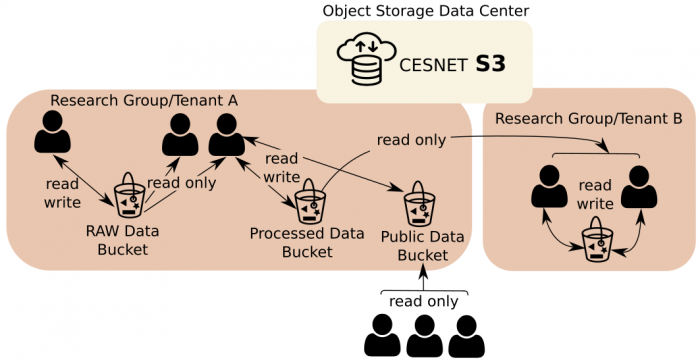 Object Storage Data Center
CESNET S3
Research Group/Tenant A
Research Group/Tenant B
read only
read
write
read
write
read only
read
write
RAW Data
Bucket
Processed Data
Bucket
Public Data
Bucket
read only